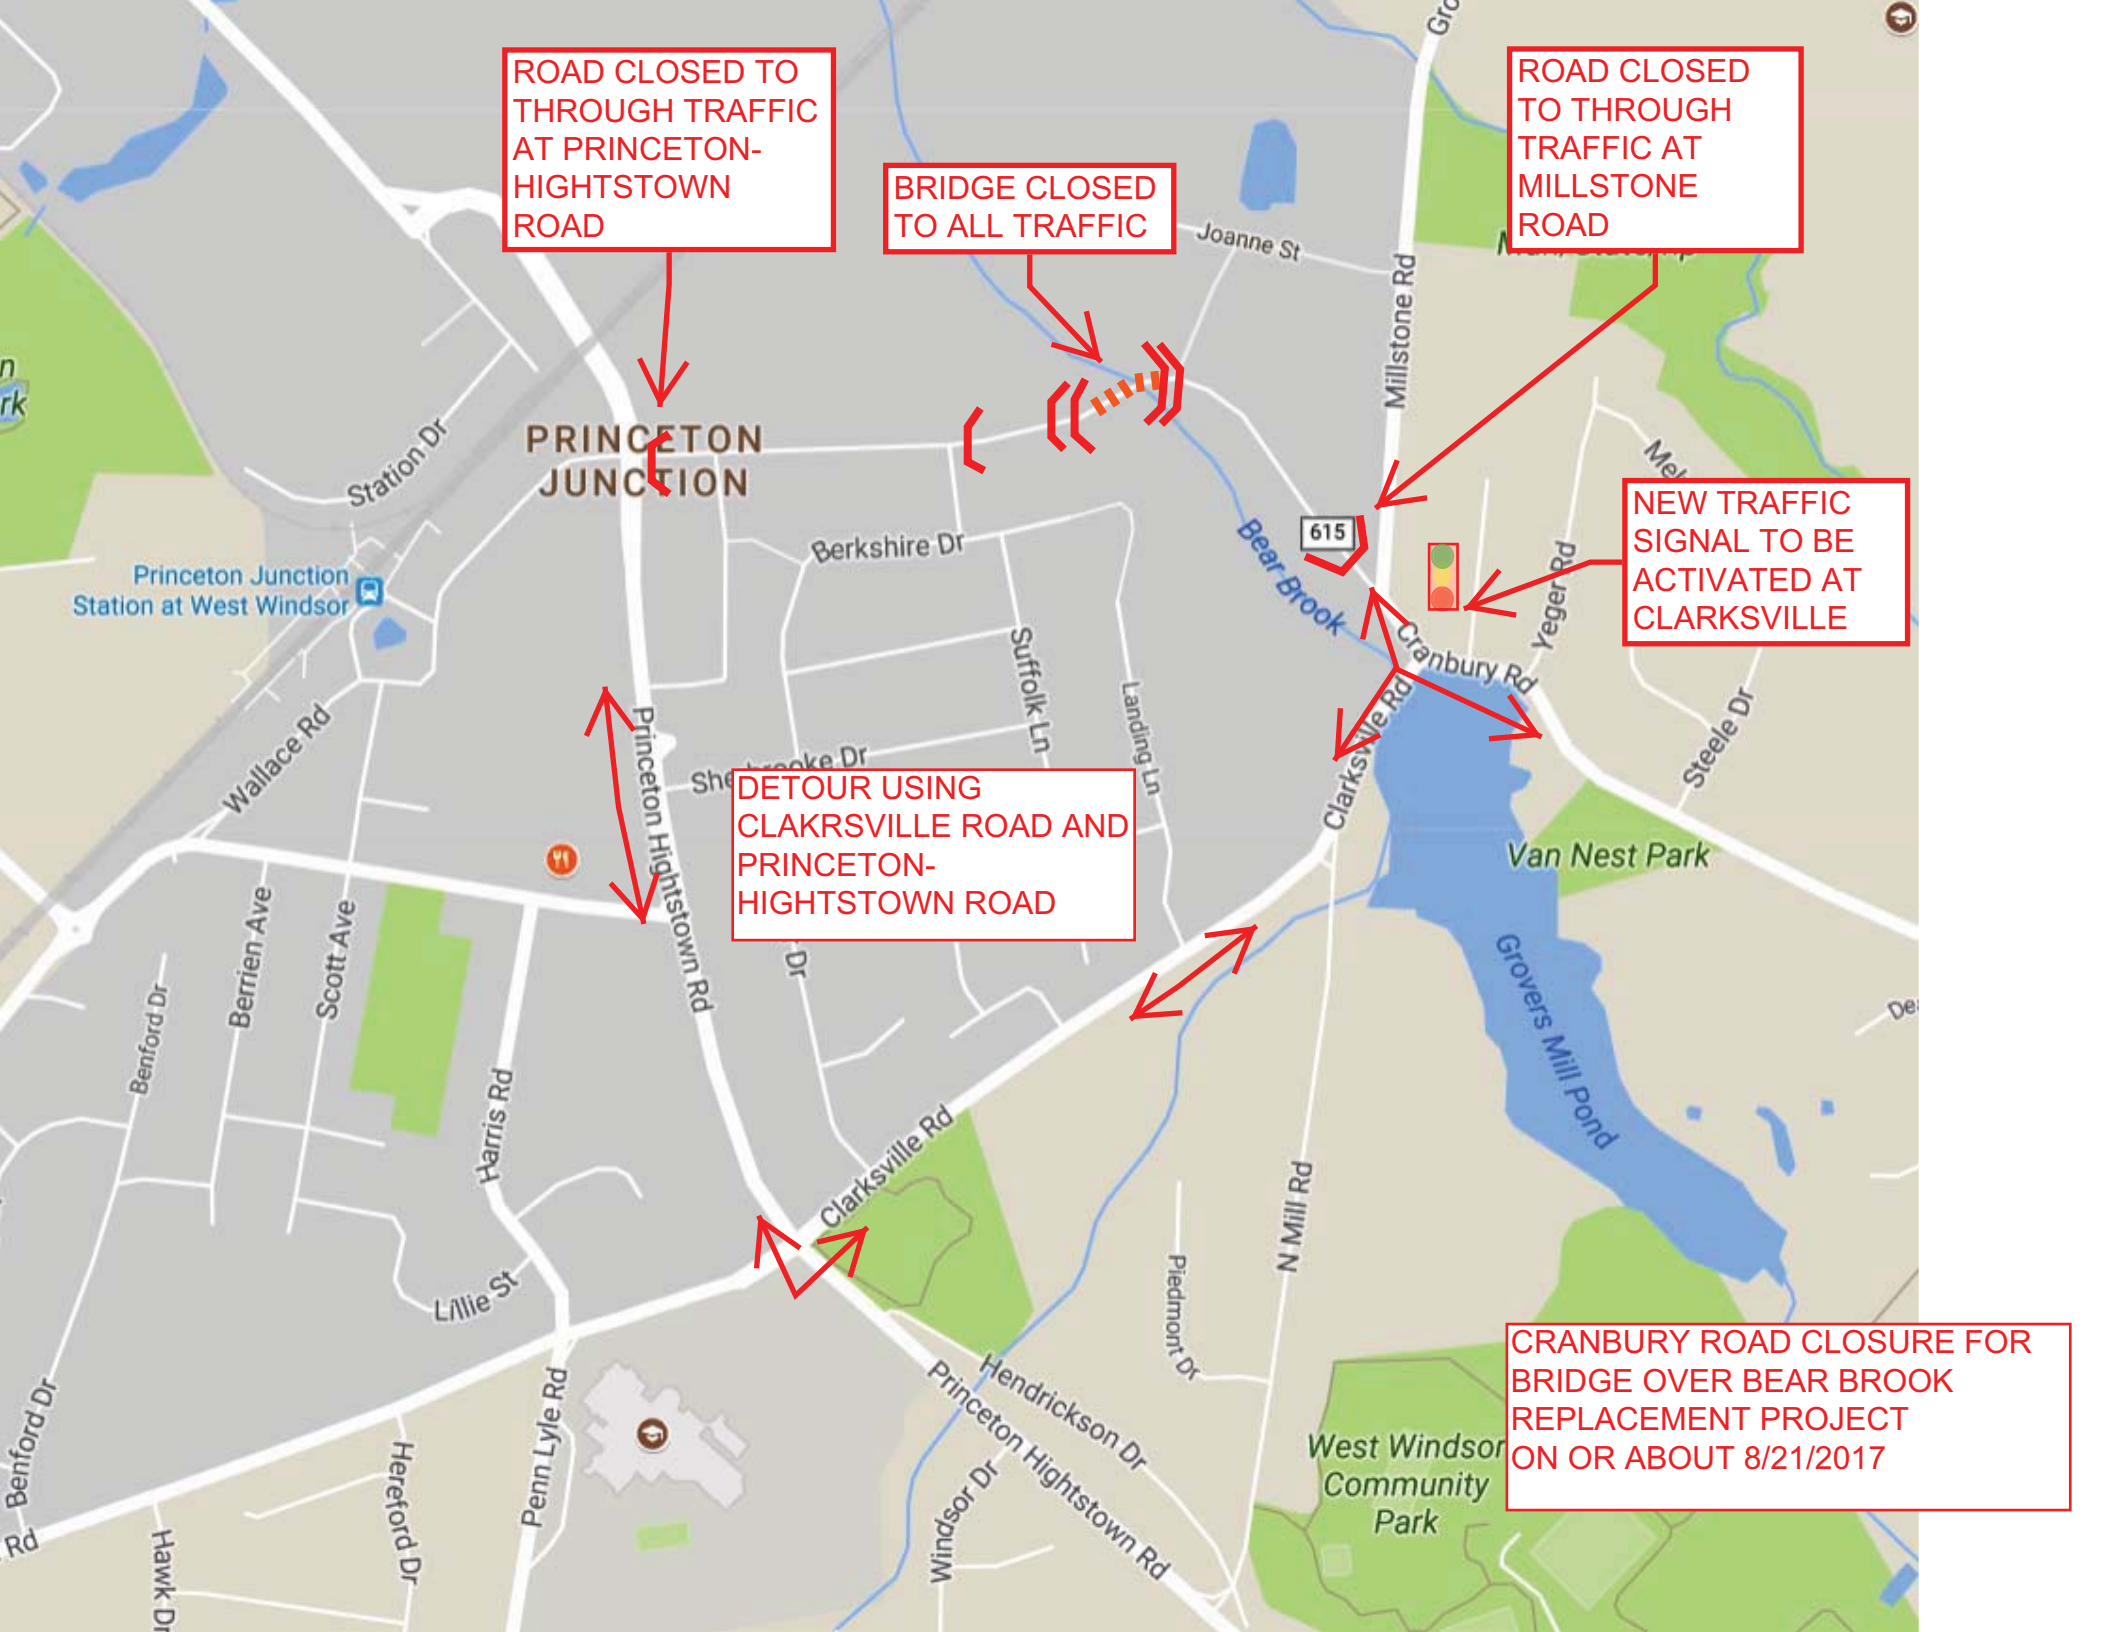 Gro
ROAD CLOSED TO
THROUGH TRAFFIC
AT PRINCETON-
HIGHTSTOWN
ROAD
BRIDGE CLOSED
TO ALL TRAFFIC
ROAD CLOSED
TO THROUGH
TRAFFIC AT
MILLSTONE
ROAD
Joanne St
Millstone Rd
n
rk
Station Dr
PRINCETON
JUNCTION
NEW TRAFFIC
SIGNAL TO BE
ACTIVATED AT
CLARKSVILLE
615
Bear Brook
Berkshire Dr
Yeger Rd
Princeton Junction
Station at West Windsor
Cranbury Rd
Suffolk Ln
Landing Ln
Clarksville Rd
Steele Dr
Wallace Rd
Princeton Hightstown Rd
DETOUR USING
CLAKRSVILLE ROAD AND
PRINCETON-
HIGHTSTOWN ROAD
Van Nest Park
Berrien Ave
Scott Ave
Dr
Benford Dr
Grovers Mill Pond
Harris Rd
Clarksville Rd
N Mill Rd
Piedmont Dr
Lillie St
Hendrickson Dr
Princeton Hightstown Rd
Penn Lyle Rd
Benford Dr
Hereford Dr
Windsor Dr
Rd
Hawk Dr
West Windsor
Community
Park
CRANBURY ROAD CLOSURE FOR
BRIDGE OVER BEAR BROOK
REPLACEMENT PROJECT
ON OR ABOUT 8/21/2017